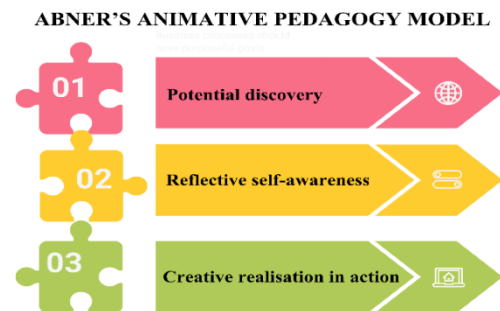 ABNER'S ANIMATIVE PEDAGOGY MODEL
01
Potential discovery
02
Reflective self-awareness
03
Creative realisation in action